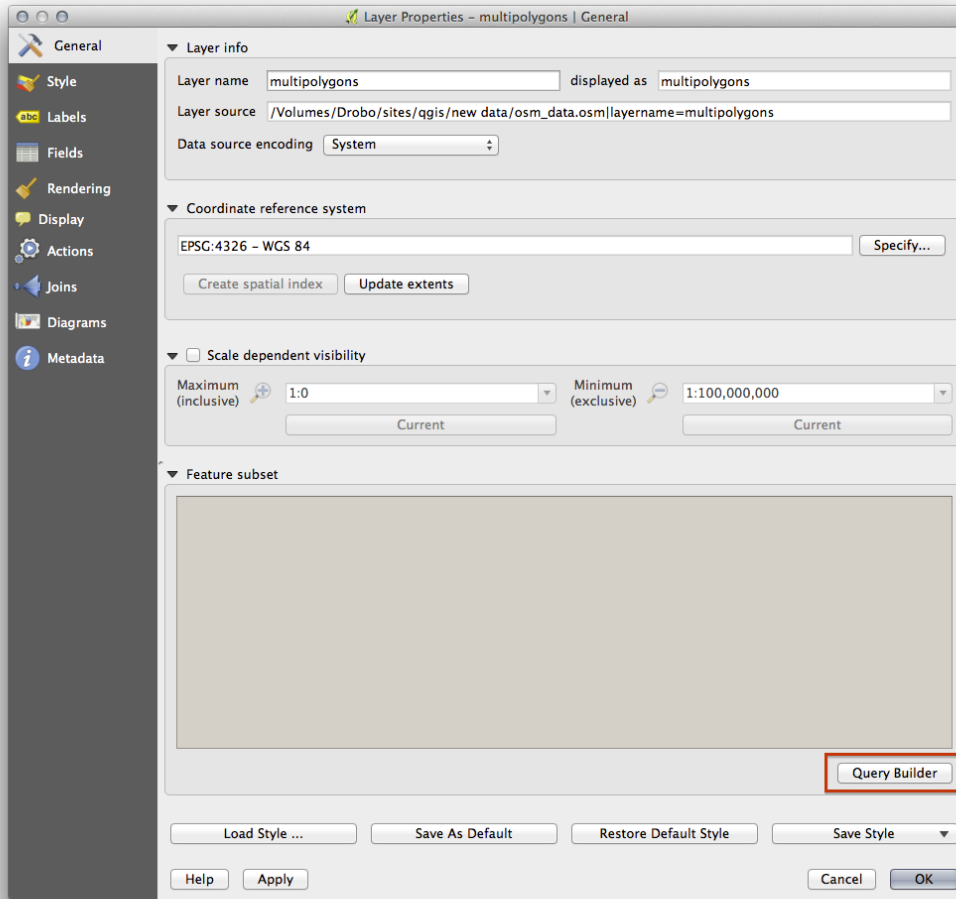 Layer Properties – multipolygons | General
General
Style
abc Labels
Fields
Rendering
Display
Actions
Joins
Diagrams
i Metadata
Layer info
Layer name multipolygons displayed as multipolygons
Layer source /Volumes/Drobo/sites/qgis/new data/osm_data.osm|layername=multipolygons
Data source encoding System
Coordinate reference system
EPSG:4326 – WGS 84 Specify...
Create spatial index Update extents
Scale dependent visibility
Maximum (inclusive) 1:0 Minimum (exclusive) 1:100,000,000
Current Current
Feature subset
Query Builder
Load Style ... Save As Default Restore Default Style Save Style
Help Apply Cancel OK